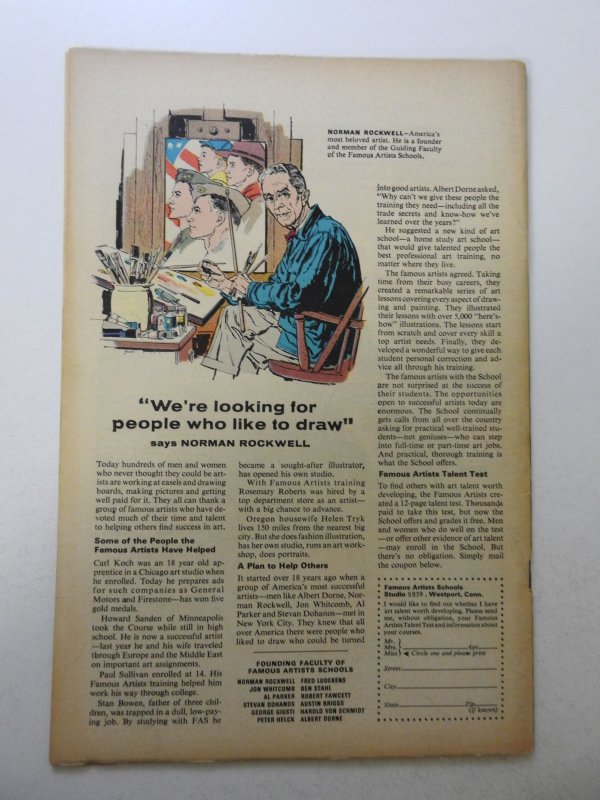 NORMAN ROCKWELL—America's
most beloved artist. He is a founder
and member of the Guiding Faculty
of the Famous Artists Schools.
"We're looking for
people who like to draw"
says NORMAN ROCKWELL
Today hundreds of men and women
who never thought they could be art-
ists are working at easels and drawing
boards, making pictures and getting
well paid for it. They all can thank a
group of famous artists who have de-
voted much of their time and talent
to helping others find success in art.
Some of the People the
Famous Artists Have Helped
Carl Koch was an 18 year old ap-
prentice in a Chicago art studio when
he enrolled. Today he prepares ads
for such companies as General
Motors and Firestone—has won five
gold medals.
Howard Sanden of Minneapolis
took the Course while still in high
school. He is now a successful artist
—last year he and his wife traveled
through Europe and the Middle East
on important art assignments.
Paul Sullivan enrolled at 14. His
Famous Artists training helped him
work his way through college.
Stan Bowen, father of three chil-
dren, was trapped in a dull, low-pay-
ing job. By studying with FAS he
became a sought-after illustrator,
has opened his own studio.
With Famous Artists training
Rosemary Roberts was hired by a
top department store as an artist—
with a big chance to advance.
Oregon housewife Helen Tryk
lives 150 miles from the nearest big
city. But she does fashion illustration,
has her own studio, runs an art work-
shop, does portraits.
A Plan to Help Others
It started over 18 years ago when a
group of America's most successful
artists—men like Albert Dorne, Nor-
man Rockwell, Jon Whitcomb, Al
Parker and Stevan Dohanos—met in
New York City. They knew that all
over America there were people who
liked to draw who could be turned
into good artists. Albert Dorne asked,
"Why can't we give these people the
training they need—including all the
trade secrets and know-how we've
learned over the years?"
He suggested a new kind of art
school—a home study art school—
that would give talented people the
best professional art training, no
matter where they live.
The famous artists agreed. Taking
time from their busy careers, they
created a remarkable series of art
lessons covering every aspect of draw-
ing and painting. They illustrated
their lessons with over 5,000 "here's-
how" illustrations. The lessons start
from scratch and cover every skill a
top artist needs. Finally, they de-
veloped a wonderful way to give each
student personal correction and ad-
vice all through his training.
The famous artists with the School
are not surprised at the success of
their students. The opportunities
open to successful artists today are
enormous. The School continually
gets calls from all over the country
asking for practical well-trained stu-
dents—not geniuses—who can step
into full-time or part-time art jobs.
And practical, thorough training is
what the School offers.
Famous Artists Talent Test
To find others with art talent worth
developing, the Famous Artists cre-
ated a 12-page talent test. Thousands
paid to take this test, but now the
School offers and grades it free. Men
and women who do well on the test
—or offer other evidence of talent
—may enroll in the School. But
there's no obligation. Simply mail
the coupon below.
FOUNDING FACULTY OF
FAMOUS ARTISTS SCHOOLS
NORMAN ROCKWELL FRED LUDEKENS
JON WHITCOMB BEN STAHL
AL PARKER ROBERT FAWCETT
STEVAN DOHANOS AUSTIN BRIGGS
GEORGE GIUSTI HAROLD VON SCHMIDT
PETER HELCK ALBERT DORNE
Famous Artists Schools
Studio 5039, Westport, Conn.
I would like to find out whether I have
art talent worth developing. Please send
me, without obligation, your Famous
Artists Talent Test and information about
your courses.
Mr.
Mrs. Age
Miss Circle one and please print
Street
City
State Zip
(if known)